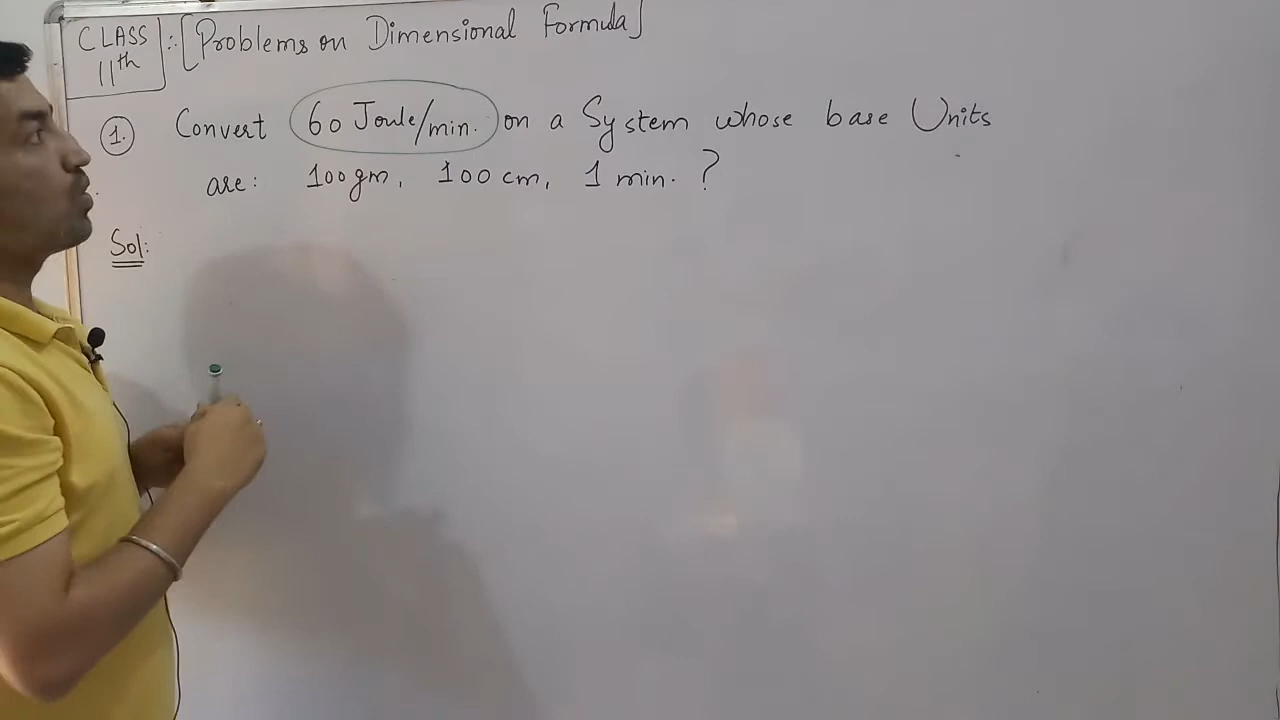 CLASS 11th :: [Problems on Dimensional Formula]
1. Convert 60 Joule/min. on a System whose base Units
are: 100gm, 100 cm, 1 min. ?
Sol: